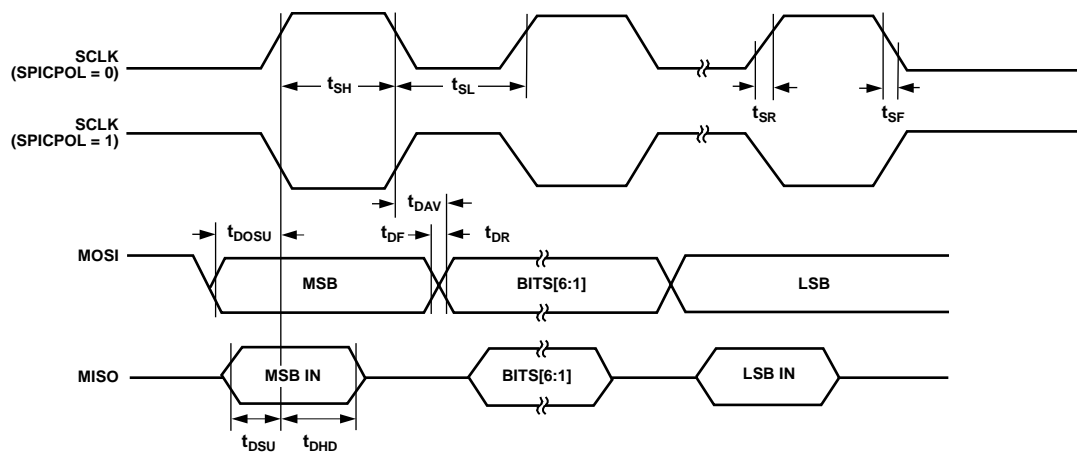 SCLK
(SPICPOL = 0)
tSH
tSL
tSR
tSF
SCLK
(SPICPOL = 1)
tDAV
tDOSU
tDF
tDR
MOSI
MSB
BITS[6:1]
LSB
MISO
MSB IN
BITS[6:1]
LSB IN
tDSU
tDHD